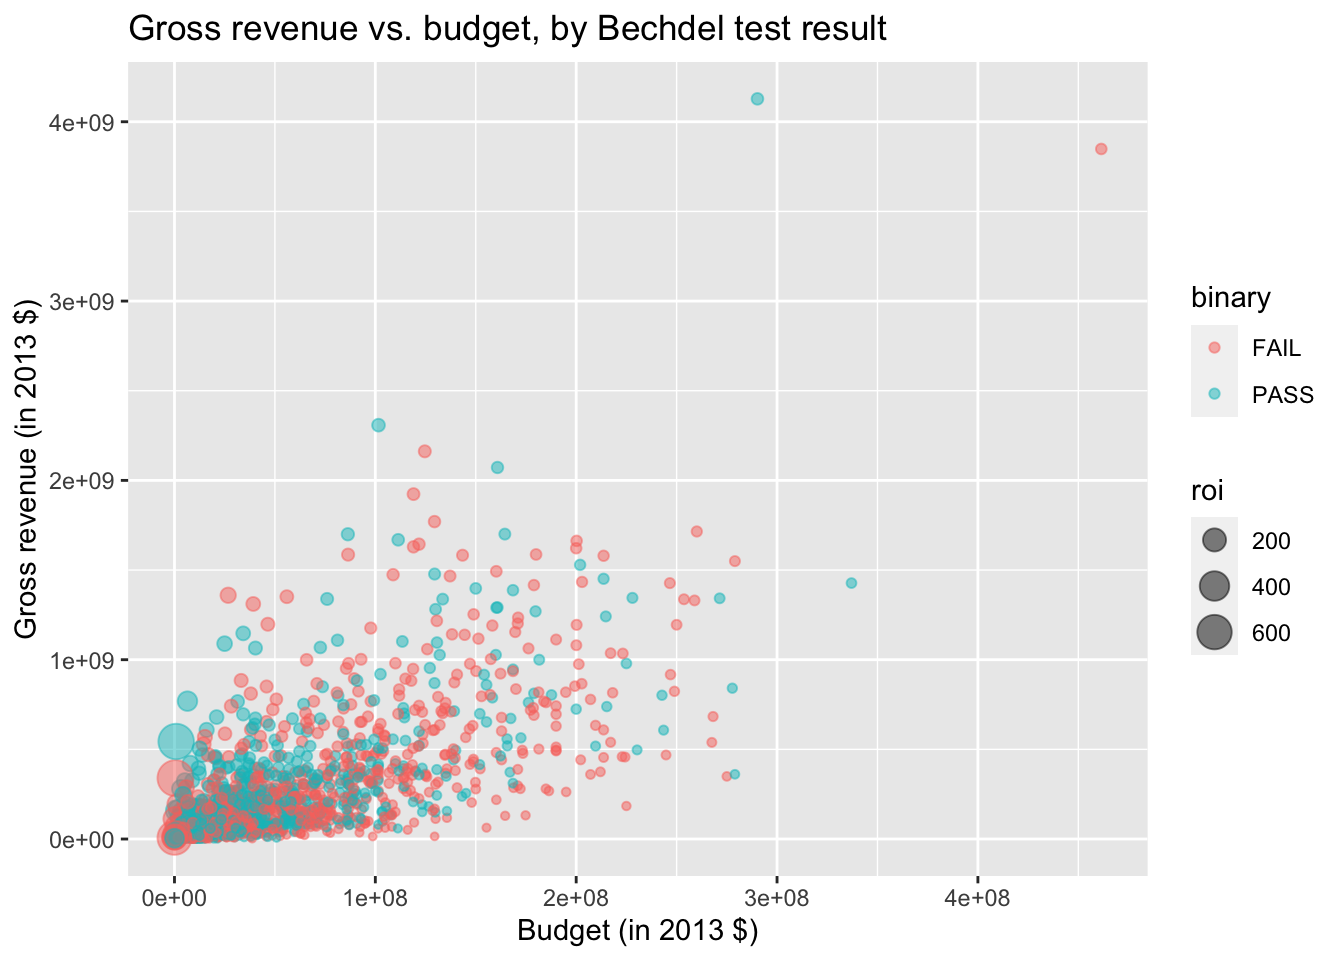 Gross revenue vs. budget, by Bechdel test result
Gross revenue (in 2013 $)
4e+09
3e+09
2e+09
1e+09
0e+00
0e+00
1e+08
2e+08
3e+08
4e+08
Budget (in 2013 $)
binary
FAIL
PASS
roi
200
400
600